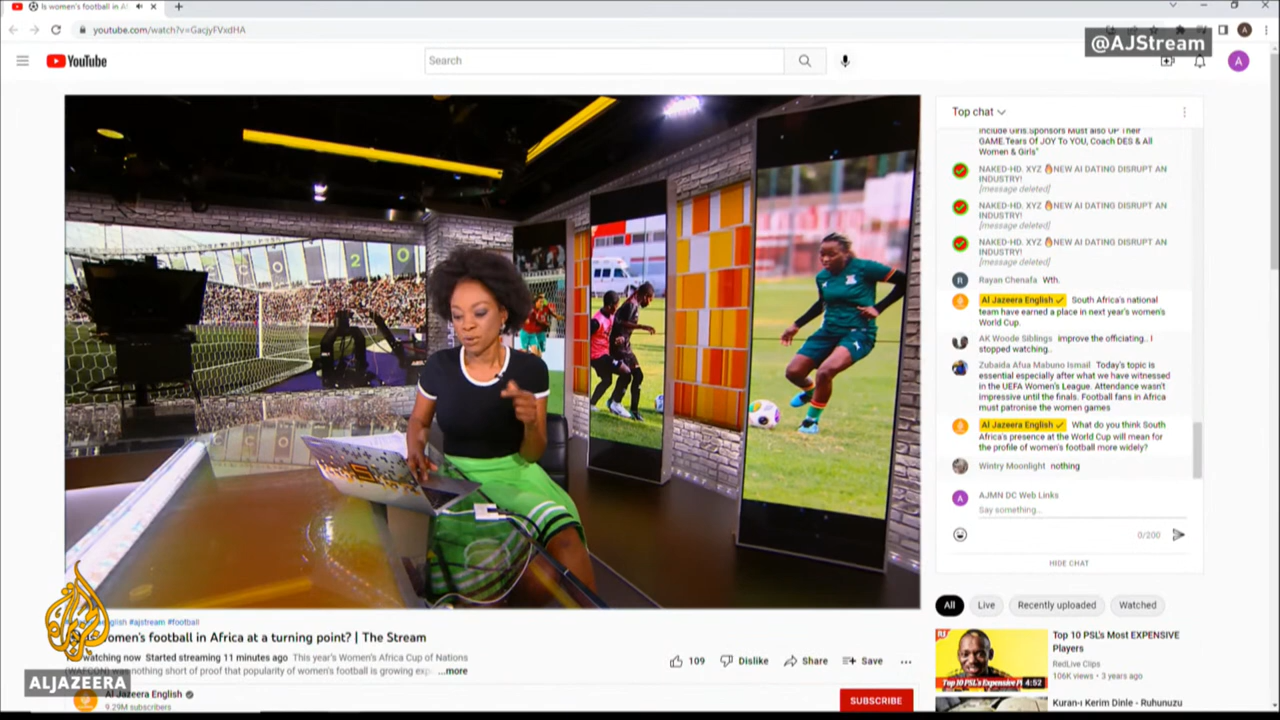 Is women's football in
youtube.com/watch?v=GacjyFVxdHA
@AJStream
YouTube
Search
A
A
Top chat
include Girls.Sponsors Must also UP Their
GAME.Tears Of JOY To YOU, Coach DES & All
Women & Girls"
NAKED-HD. XYZ 🔥NEW AI DATING DISRUPT AN
INDUSTRY!
[message deleted]
NAKED-HD. XYZ 🔥NEW AI DATING DISRUPT AN
INDUSTRY!
[message deleted]
NAKED-HD. XYZ 🔥NEW AI DATING DISRUPT AN
INDUSTRY!
[message deleted]
R
Rayan Chenafa Wth.
Al Jazeera English ✓ South Africa's national
team have earned a place in next year's women's
World Cup.
AK Woode Siblings improve the officiating.. I
stopped watching..
Zubaida Afua Mabuno Ismail Today's topic is
essential especially after what we have witnessed
in the UEFA Women's League. Attendance wasn't
impressive until the finals. Football fans in Africa
must patronise the women games
Al Jazeera English ✓ What do you think South
Africa's presence at the World Cup will mean for
the profile of women's football more widely?
Wintry Moonlight nothing
A
AJMN DC Web Links
Say something...
0/200
HIDE CHAT
All
Live
Recently uploaded
Watched
#ajstream #football
women's football in Africa at a turning point? | The Stream
watching now Started streaming 11 minutes ago This year's Women's Africa Cup of Nations
(WAFCON) was nothing short of proof that popularity of women's football is growing
...more
109
Dislike
Share
Save
ALJAZEERA
Al Jazeera English
9.29M subscribers
SUBSCRIBE
Top 10 PSL's Expensive
4:52
Top 10 PSL's Most EXPENSIVE
Players
RedLive Clips
106K views • 3 years ago
Kuran-ı Kerim Dinle - Ruhunuzu